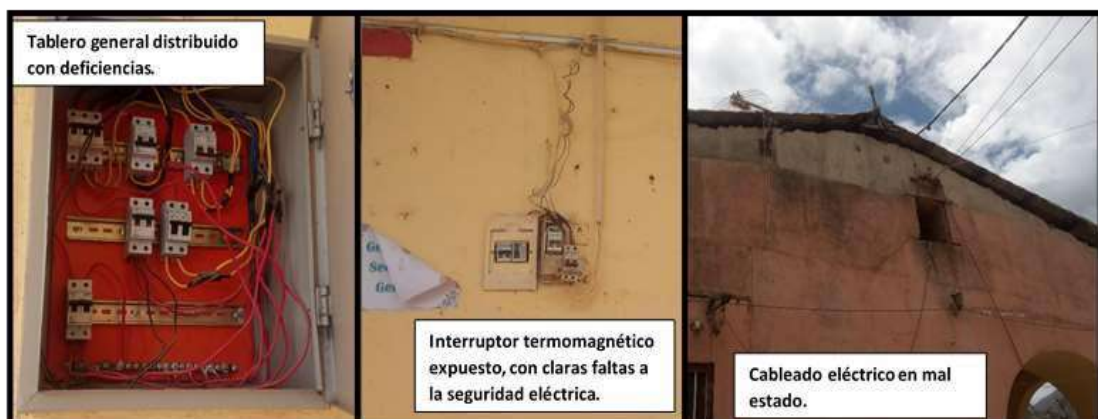 Tablero general distribuido
con deficiencias.
Interruptor termomagnético
expuesto, con claras faltas a
la seguridad eléctrica.
Cableado eléctrico en mal
estado.